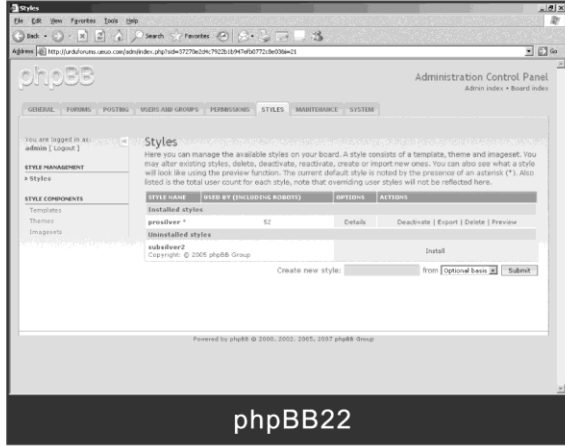 Styles
File Edit View Favorites Tools Help
Back Search Favorites
Address Go
phpBB
Administration Control Panel
Admin index • Board index
GENERAL FORUMS POSTING USERS AND GROUPS PERMISSIONS STYLES MAINTENANCE SYSTEM
You are logged in as:
admin [ Logout ]
STYLE MANAGEMENT
» Styles
STYLE COMPONENTS
Templates
Themes
Imagesets
Styles
Here you can manage the available styles on your board. A style consists of a template, theme and imageset. You
may alter existing styles, delete, deactivate, reactivate, create or import new ones. You can also see what a style
will look like using the preview function. The current default style is noted by the presence of an asterisk (*). Also
listed is the total user count for each style, note that overriding user styles will not be reflected here.
STYLE NAME USED BY (INCLUDING ROBOTS) OPTIONS ACTIONS
Installed styles
prosilver * 52 Details Deactivate | Export | Delete | Preview
Uninstalled styles
subsilver2
Copyright: © 2005 phpBB Group
Install
Create new style: from Optional basis Submit
Powered by phpBB © 2000, 2002, 2005, 2007 phpBB Group
phpBB22